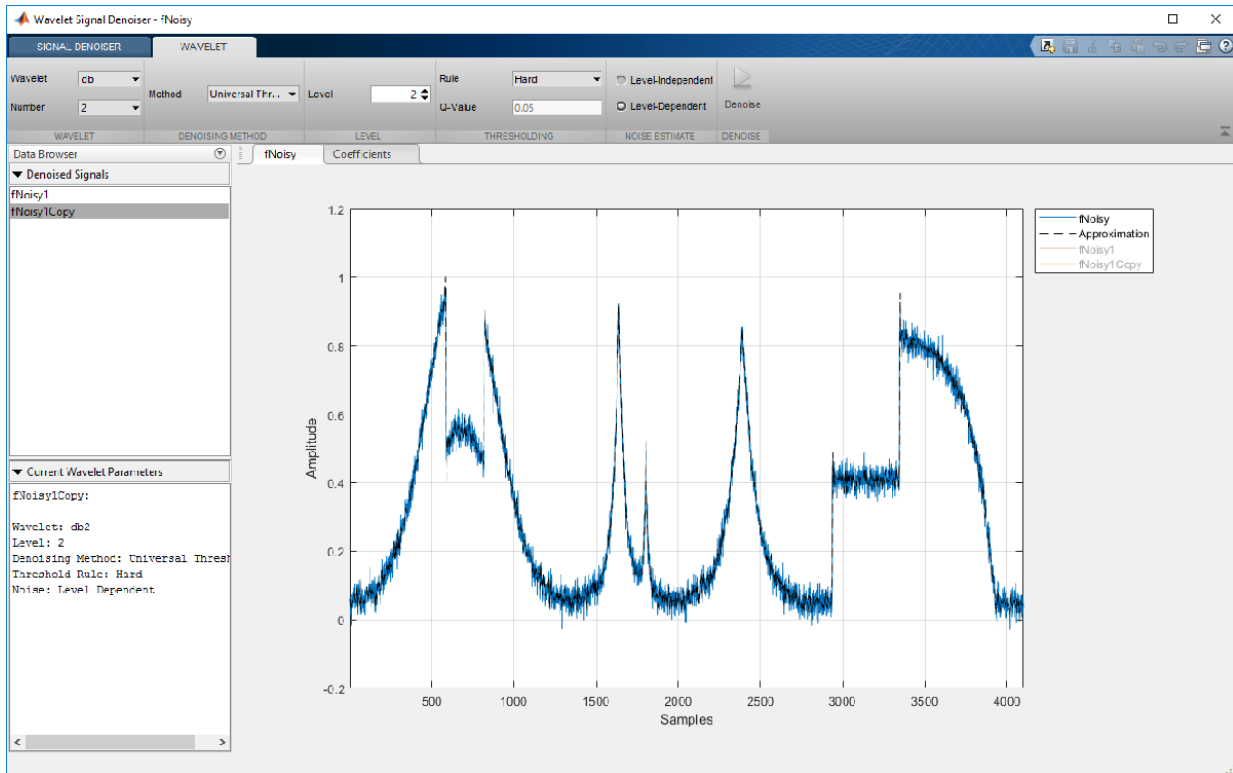 Wavelet Signal Denoiser - fNoisy
SIGNAL DENOISER
WAVELET
Wavelet
db
Number
2
WAVELET
Method
Universal Thr...
DENOISING METHOD
Level
2
LEVEL
Rule
Hard
Q-Value
0.05
THRESHOLDING
Level-Independent
Level-Dependent
NOISE ESTIMATE
Denoise
DENOISE
Data Browser
Denoised Signals
fNoisy1
fNoisy1Copy
Current Wavelet Parameters
fNoisy1Copy:
Wavelet: db2
Level: 2
Denoising Method: Universal Thresh
Threshold Rule: Hard
Noise: Level Dependent
fNoisy
Coefficients
1.2
1
0.8
0.6
0.4
0.2
0
-0.2
Amplitude
500
1000
1500
2000
2500
3000
3500
4000
Samples
fNoisy
Approximation
fNoisy1
fNoisy1Copy